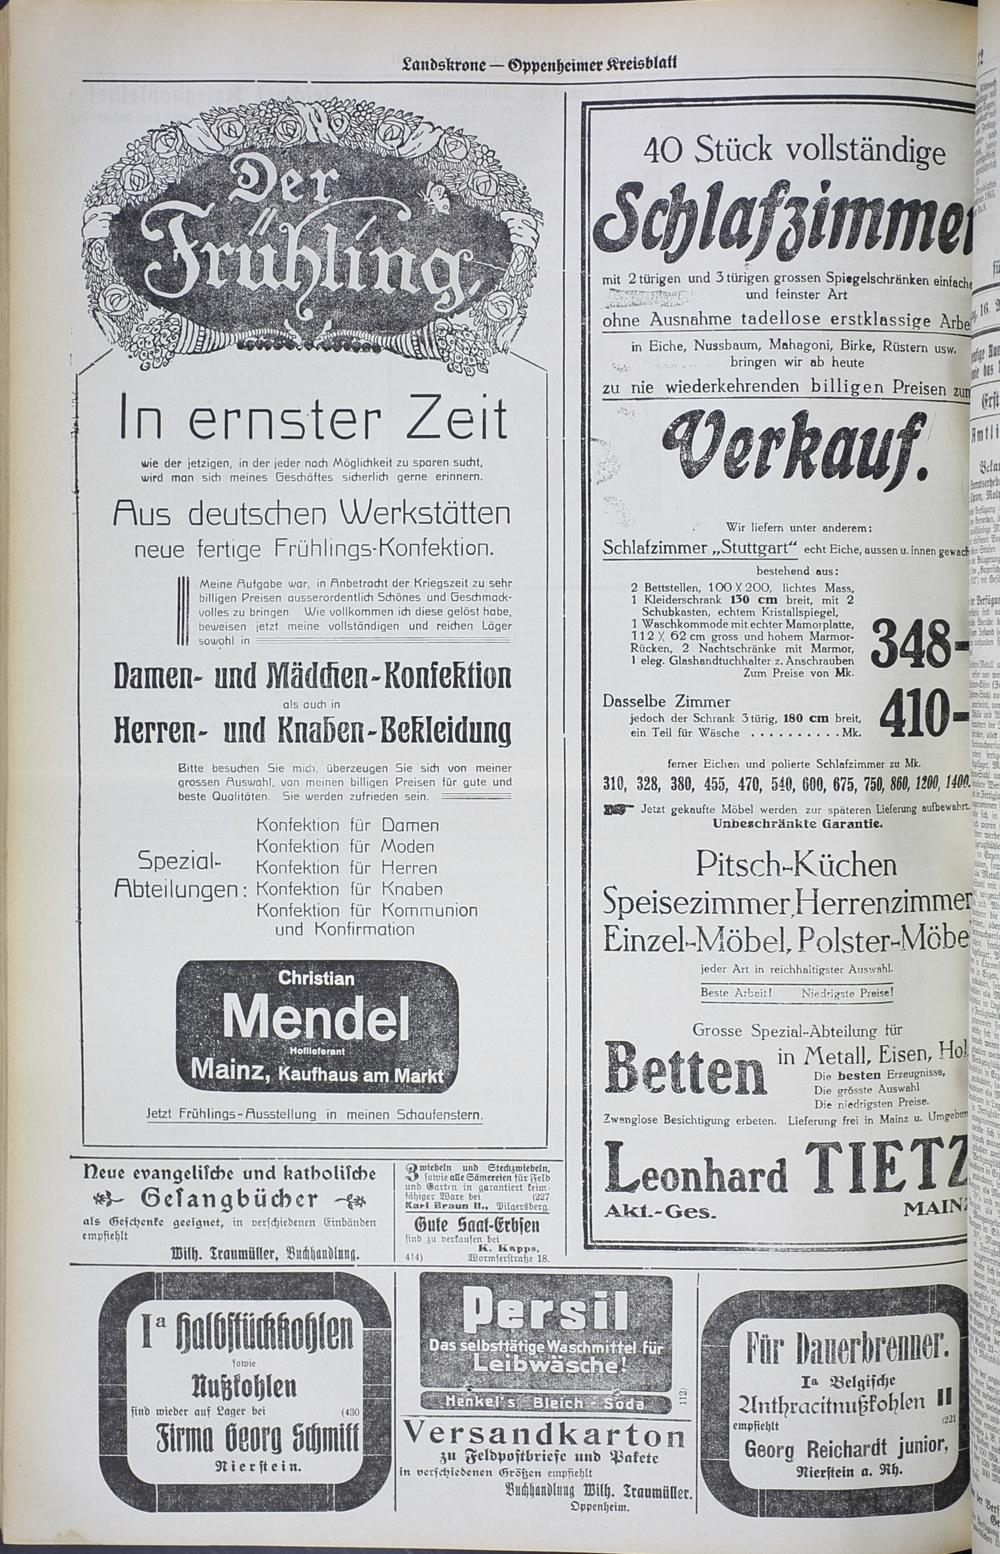 Landskrone — Oppenheimer Kreisblatt
Der
Frühling,
In ernster Zeit
wie der jetzigen, in der jeder nach Möglichkeit zu sparen sucht,
wird man sich meines Geschäftes sicherlich gerne erinnern.
Aus deutschen Werkstätten
neue fertige Frühlings-Konfektion.
Meine Aufgabe war, in Anbetracht der Kriegszeit zu sehr
billigen Preisen ausserordentlich Schönes und Geschmack-
volles zu bringen. Wie vollkommen ich diese gelöst habe,
beweisen jetzt meine vollständigen und reichen Läger
sowohl in
Damen- und Mädchen-Konfektion
als auch in
Herren- und Knaben-Bekleidung
Bitte besuchen Sie mich, überzeugen Sie sich von meiner
grossen Auswahl, von meinen billigen Preisen für gute und
beste Qualitäten. Sie werden zufrieden sein.
Spezial-
Abteilungen:
Konfektion für Damen
Konfektion für Moden
Konfektion für Herren
Konfektion für Knaben
Konfektion für Kommunion
und Konfirmation
Christian
Mendel
Hoflieferant
Mainz, Kaufhaus am Markt
Jetzt Frühlings-Ausstellung in meinen Schaufenstern.
40 Stück vollständige
Schlafzimmer
mit 2 türigen und 3 türigen grossen Spiegelschränken einfache
und feinster Art
ohne Ausnahme tadellose erstklassige Arbe
in Eiche, Nussbaum, Mahagoni, Birke, Rüstern usw.
bringen wir ab heute
zu nie wiederkehrenden billigen Preisen zum
Verkauf.
Wir liefern unter anderem:
Schlafzimmer „Stuttgart“ echt Eiche, aussen u. innen gewach
bestehend aus:
2 Bettstellen, 100 X 200, lichtes Mass,
1 Kleiderschrank 130 cm breit, mit 2
Schubkasten, echtem Kristallspiegel,
1 Waschkommode mit echter Mamorplatte,
112 X 62 cm gross und hohem Marmor-
Rücken, 2 Nachtschränke mit Marmor,
1 eleg. Glashandtuchhalter z. Anschrauben
Zum Preise von Mk.
348-
Dasselbe Zimmer
jedoch der Schrank 3 türig, 180 cm breit,
ein Teil für Wäsche . . . . . . . . . . Mk.
410-
ferner Eichen und polierte Schlafzimmer zu Mk.
310, 328, 380, 455, 470, 540, 600, 675, 750, 860, 1200, 1400.
Jetzt gekaufte Möbel werden zur späteren Lieferung aufbewahrt.
Unbeschränkte Garantie.
Pitsch-Küchen
Speisezimmer, Herrenzimmer
Einzel-Möbel, Polster-Möbe
jeder Art in reichhaltigster Auswahl.
Beste Arbeit! Niedrigste Preise!
Grosse Spezial-Abteilung für
Betten
in Metall, Eisen, Hol
Die besten Erzeugnisse,
Die grösste Auswahl
Die niedrigsten Preise.
Zwanglose Besichtigung erbeten. Lieferung frei in Mainz u. Umgebun
Leonhard TIETZ
Akt.-Ges. MAINZ
Neue evangelische und katholische
Gesangbücher
als Geschenke geeignet, in verschiedenen Einbänden
empfiehlt
Wilh. Traumüller, Buchhandlung.
Zwiebeln und Steckzwiebeln,
sowie alle Sämereien für Feld
und Garten in garantiert keim-
fähiger Ware bei (227
Karl Braun II., Pilgersberg.
Gute Saat-Erbsen
sind zu verkaufen bei
K. Kapps,
414) Wormserstraße 18.
Ia Halbstückkohlen
sowie
Nußkohlen
sind wieder auf Lager bei (430
Firma Georg Schmitt
Nierstein.
Persil
Das selbsttätige Waschmittel für
Leibwäsche!
Henkel's Bleich-Soda
112)
Versandkarton
zu Feldpostbriefe und Pakete
in verschiedenen Größen empfiehlt
Buchhandlung Wilh. Traumüller.
Oppenheim.
Für Dauerbrenner.
Ia Belgische
Anthracitnußkohlen II
empfiehlt (221
Georg Reichardt junior,
Nierstein a. Rh.